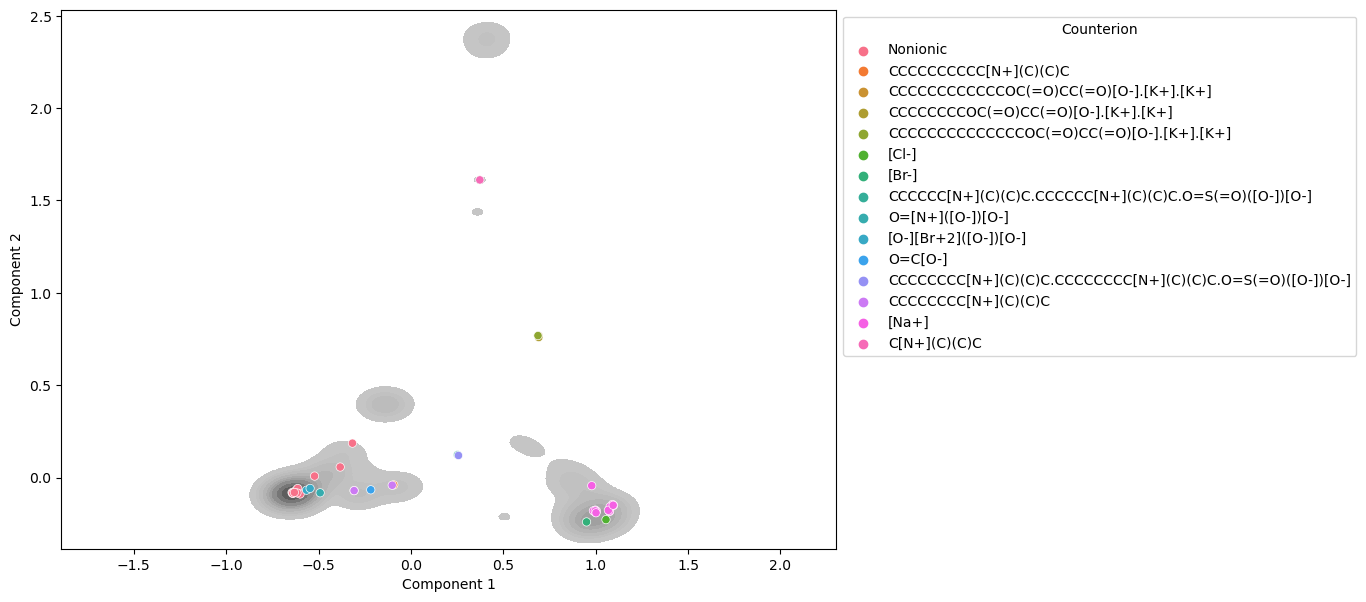 2.5
2.0
1.5
1.0
0.5
0.0
Component 2
−1.5
−1.0
−0.5
0.0
0.5
1.0
1.5
2.0
Component 1
Counterion
Nonionic
CCCCCCCCCC[N+](C)(C)C
CCCCCCCCCCCCOC(=O)CC(=O)[O-].[K+].[K+]
CCCCCCCCOC(=O)CC(=O)[O-].[K+].[K+]
CCCCCCCCCCCCCCOC(=O)CC(=O)[O-].[K+].[K+]
[Cl-]
[Br-]
CCCCCC[N+](C)(C)C.CCCCCC[N+](C)(C)C.O=S(=O)([O-])[O-]
O=[N+]([O-])[O-]
[O-][Br+2]([O-])[O-]
O=C[O-]
CCCCCCCC[N+](C)(C)C.CCCCCCCC[N+](C)(C)C.O=S(=O)([O-])[O-]
CCCCCCCC[N+](C)(C)C
[Na+]
C[N+](C)(C)C